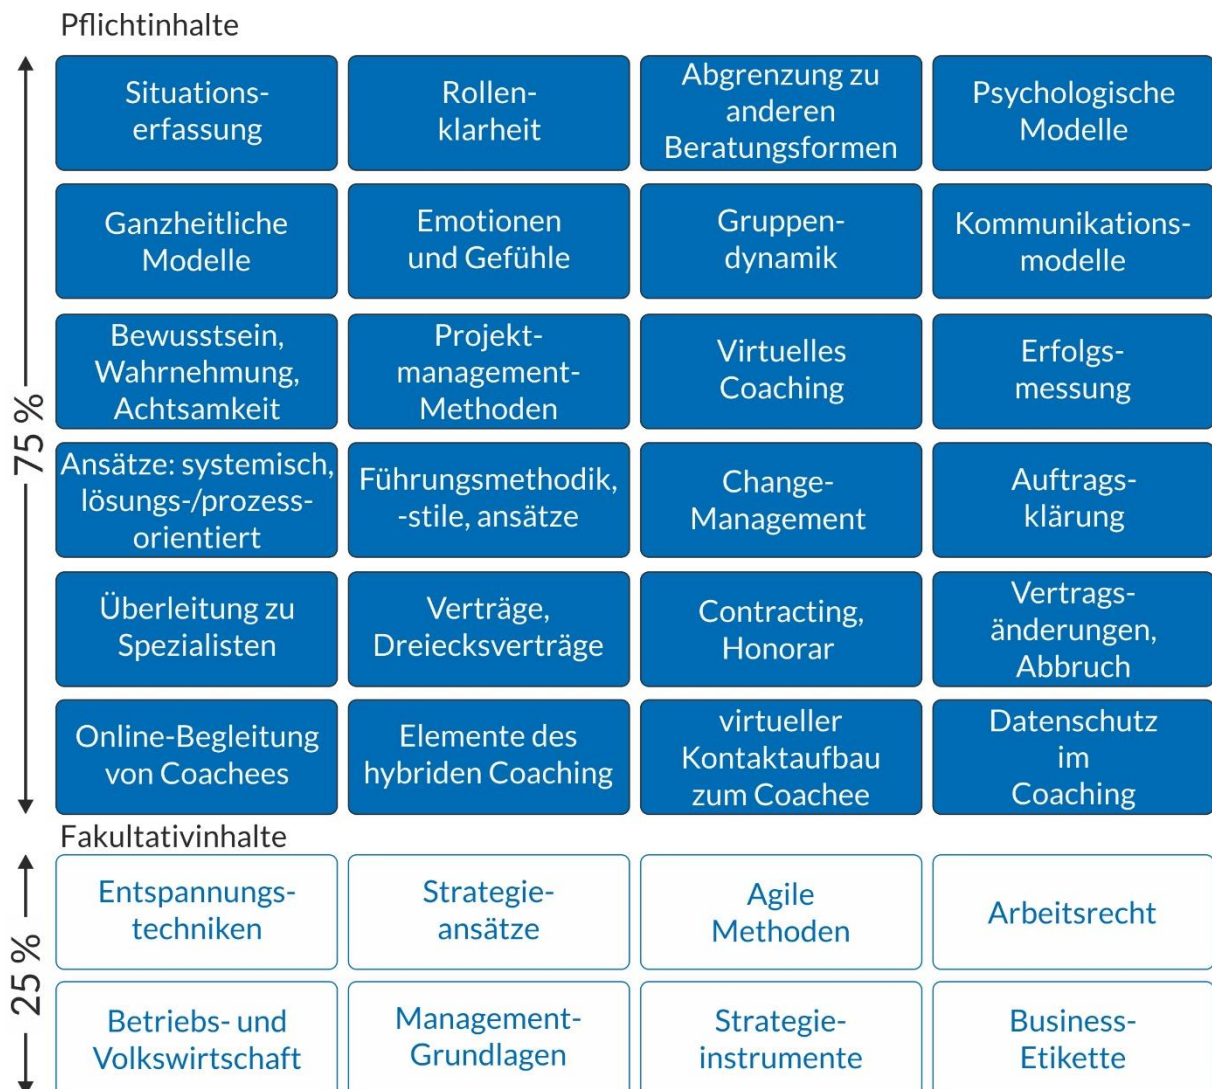 Pflichtinhalte
75 %
Situations-
erfassung
Rollen-
klarheit
Abgrenzung zu
anderen
Beratungsformen
Psychologische
Modelle
Ganzheitliche
Modelle
Emotionen
und Gefühle
Gruppen-
dynamik
Kommunikations-
modelle
Bewusstsein,
Wahrnehmung,
Achtsamkeit
Projekt-
management-
Methoden
Virtuelles
Coaching
Erfolgs-
messung
Ansätze: systemisch,
lösungs-/prozess-
orientiert
Führungsmethodik,
-stile, ansätze
Change-
Management
Auftrags-
klärung
Überleitung zu
Spezialisten
Verträge,
Dreiecksverträge
Contracting,
Honorar
Vertrags-
änderungen,
Abbruch
Online-Begleitung
von Coachees
Elemente des
hybriden Coaching
virtueller
Kontaktaufbau
zum Coachee
Datenschutz
im
Coaching
Fakultativinhalte
25 %
Entspannungs-
techniken
Strategie-
ansätze
Agile
Methoden
Arbeitsrecht
Betriebs- und
Volkswirtschaft
Management-
Grundlagen
Strategie-
instrumente
Business-
Etikette